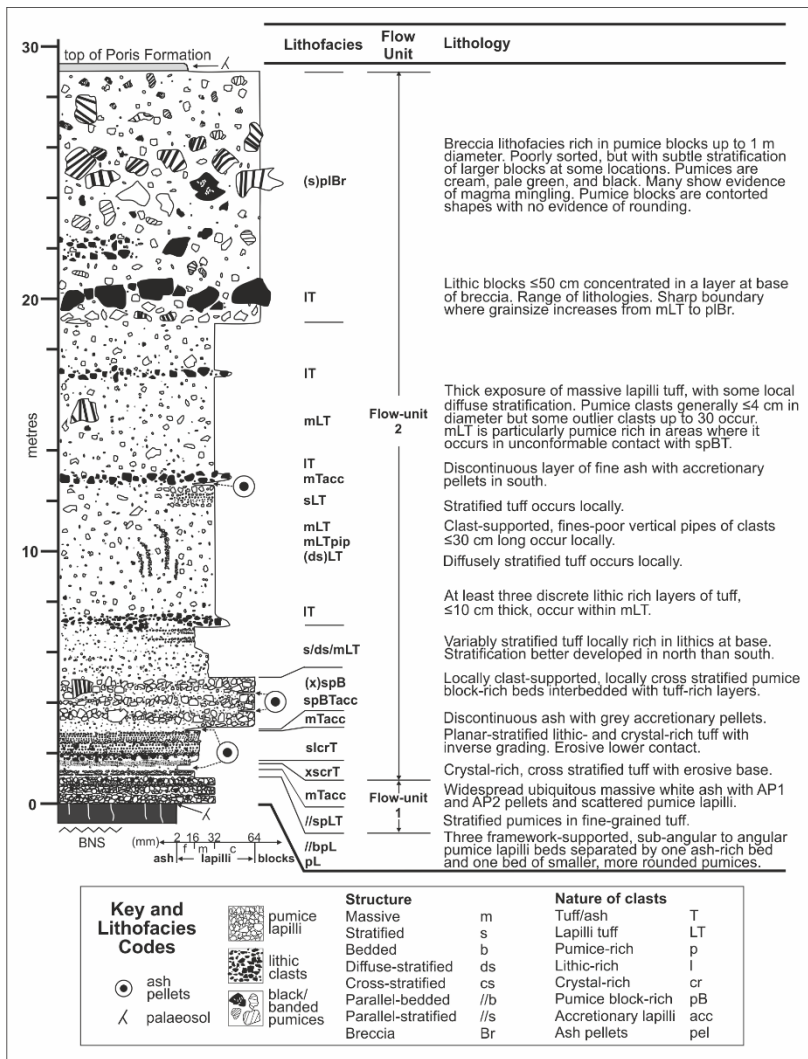 Lithofacies
Flow
Unit
Lithology
30
top of Poris Formation
Breccia lithofacies rich in pumice blocks up to 1 m
diameter. Poorly sorted, but with subtle stratification
of larger blocks at some locations. Pumices are
cream, pale green, and black. Many show evidence
of magma mingling. Pumice blocks are contorted
shapes with no evidence of rounding.
(s)plBr
lT
Lithic blocks ≤50 cm concentrated in a layer at base
of breccia. Range of lithologies. Sharp boundary
where grainsize increases from mLT to plBr.
20
lT
metres
mLT
Flow-unit
2
Thick exposure of massive lapilli tuff, with some local
diffuse stratification. Pumice clasts generally ≤4 cm in
diameter but some outlier clasts up to 30 occur.
mLT is particularly pumice rich in areas where it
occurs in unconformable contact with spBT.
lT
mTacc
Discontinuous layer of fine ash with accretionary
pellets in south.
sLT
Stratified tuff occurs locally.
mLT
mLTpip
(ds)LT
Clast-supported, fines-poor vertical pipes of clasts
≤30 cm long occur locally.
Diffusely stratified tuff occurs locally.
10
lT
At least three discrete lithic rich layers of tuff,
≤10 cm thick, occur within mLT.
s/ds/mLT
Variably stratified tuff locally rich in lithics at base.
Stratification better developed in north than south.
(x)spB
spBTacc
Locally clast-supported, locally cross stratified pumice
block-rich beds interbedded with tuff-rich layers.
mTacc
Discontinuous ash with grey accretionary pellets.
slcrT
Planar-stratified lithic- and crystal-rich tuff with
inverse grading. Erosive lower contact.
xscrT
Crystal-rich, cross stratified tuff with erosive base.
mTacc
Flow-unit
1
Widespread ubiquitous massive white ash with AP1
and AP2 pellets and scattered pumice lapilli.
//spLT
Stratified pumices in fine-grained tuff.
//bpL
pL
Three framework-supported, sub-angular to angular
pumice lapilli beds separated by one ash-rich bed
and one bed of smaller, more rounded pumices.
0
BNS
(mm) 2 16 32 64
f m c
ash lapilli blocks
Key and
Lithofacies
Codes
ash
pellets
palaeosol
pumice
lapilli
lithic
clasts
black/
banded
pumices
Structure
Massive m
Stratified s
Bedded b
Diffuse-stratified ds
Cross-stratified cs
Parallel-bedded //b
Parallel-stratified //s
Breccia Br
Nature of clasts
Tuff/ash T
Lapilli tuff LT
Pumice-rich p
Lithic-rich l
Crystal-rich cr
Pumice block-rich pB
Accretionary lapilli acc
Ash pellets pel